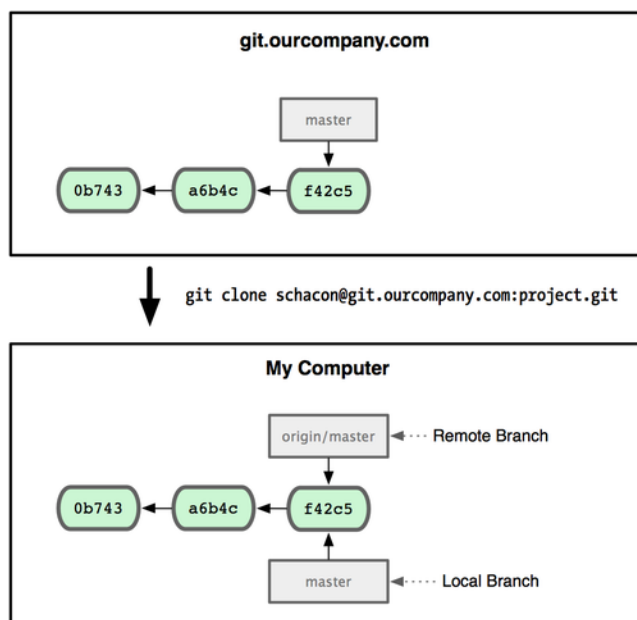 git.ourcompany.com
master
0b743 a6b4c f42c5
git clone schacon@git.ourcompany.com:project.git
My Computer
origin/master Remote Branch
0b743 a6b4c f42c5
master Local Branch